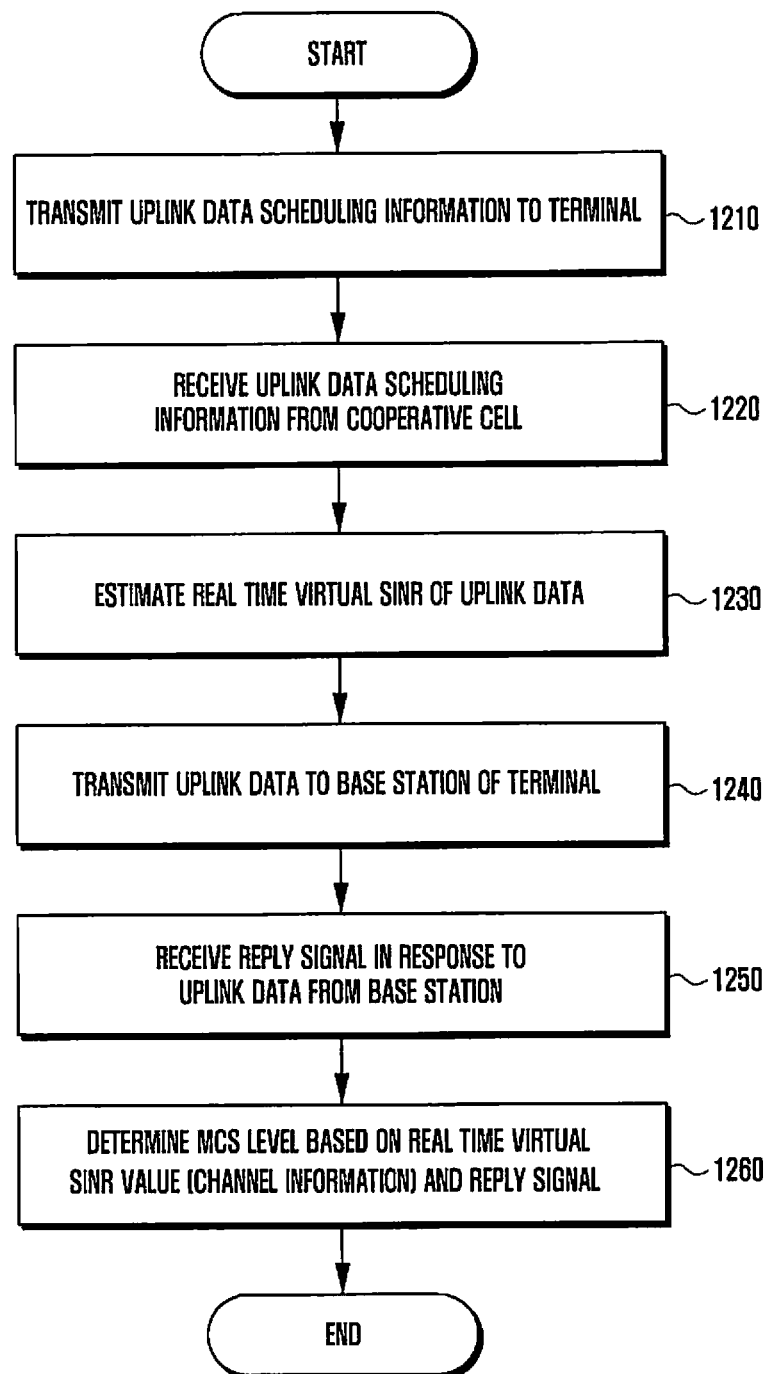 START
TRANSMIT UPLINK DATA SCHEDULING INFORMATION TO TERMINAL
1210
RECEIVE UPLINK DATA SCHEDULING
INFORMATION FROM COOPERATIVE CELL
1220
ESTIMATE REAL TIME VIRTUAL SINR OF UPLINK DATA
1230
TRANSMIT UPLINK DATA TO BASE STATION OF TERMINAL
1240
RECEIVE REPLY SIGNAL IN RESPONSE TO
UPLINK DATA FROM BASE STATION
1250
DETERMINE MCS LEVEL BASED ON REAL TIME VIRTUAL
SINR VALUE (CHANNEL INFORMATION) AND REPLY SIGNAL
1260
END